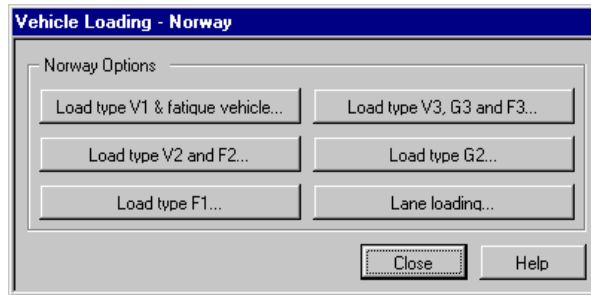 Vehicle Loading - Norway
Norway Options
Load type V1 & fatigue vehicle...
Load type V3, G3 and F3...
Load type V2 and F2...
Load type G2...
Load type F1...
Lane loading...
Close
Help